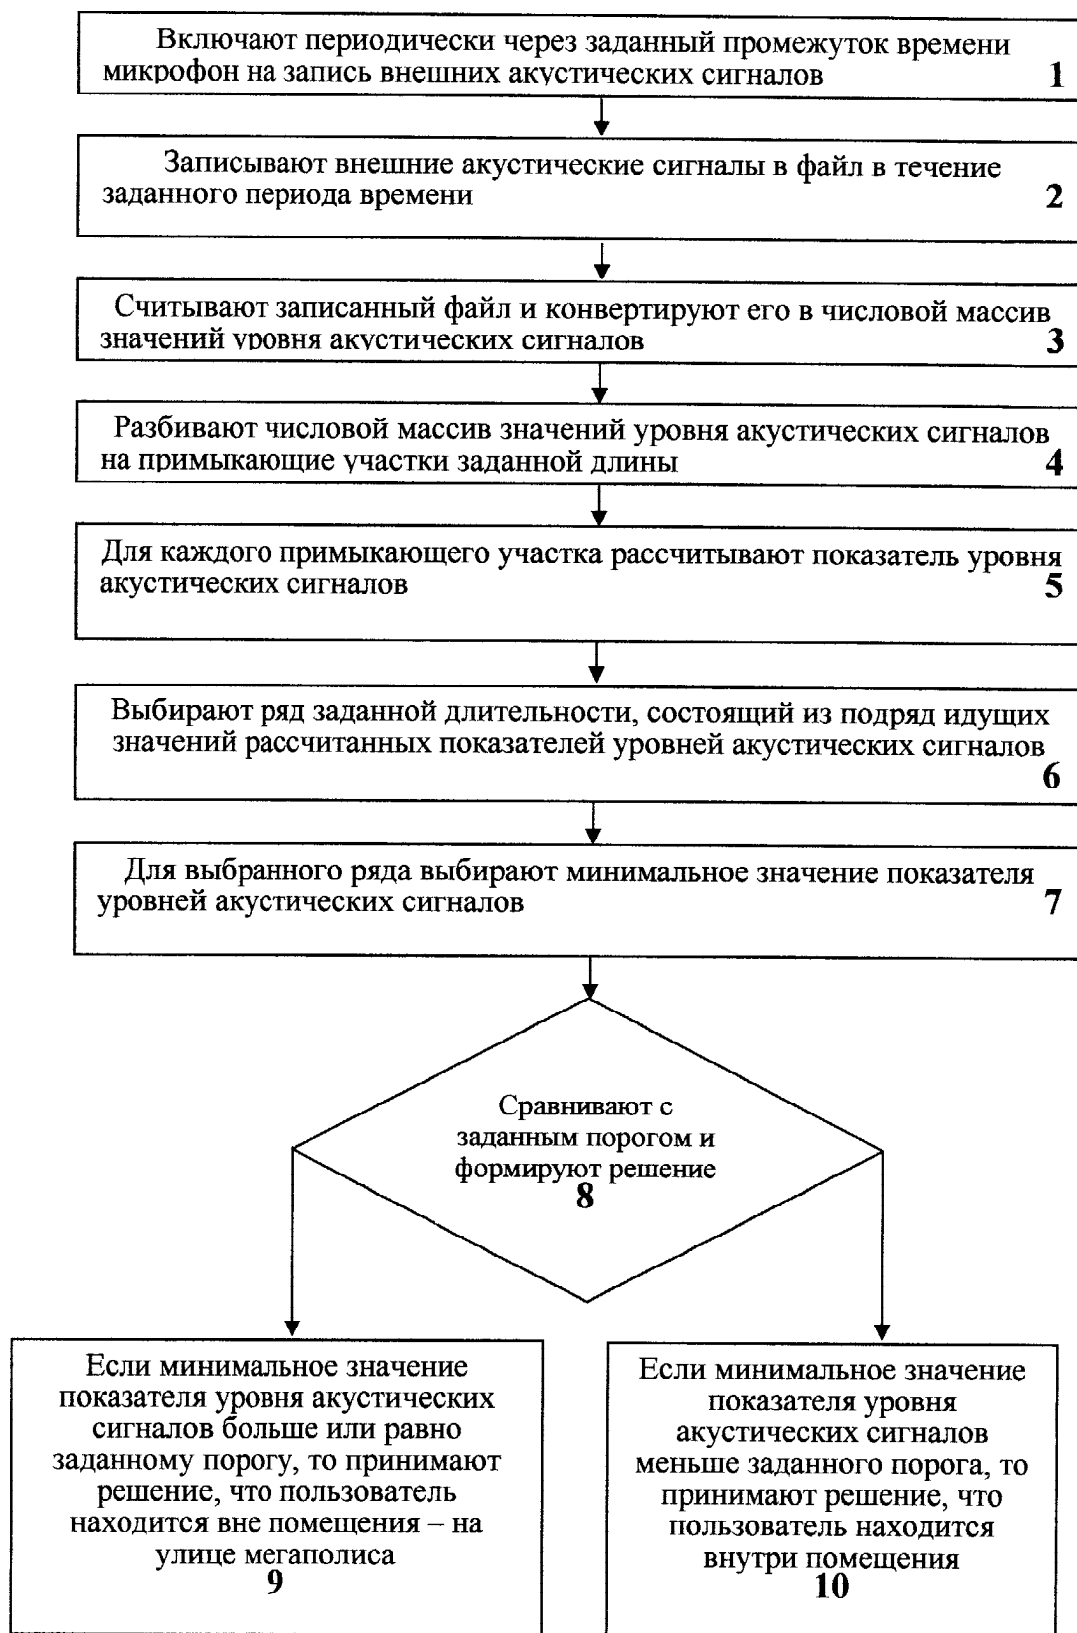 Включают периодически через заданный промежуток времени
микрофон на запись внешних акустических сигналов
1
Записывают внешние акустические сигналы в файл в течение
заданного периода времени
2
Считывают записанный файл и конвертируют его в числовой массив
значений уровня акустических сигналов
3
Разбивают числовой массив значений уровня акустических сигналов
на примыкающие участки заданной длины
4
Для каждого примыкающего участка рассчитывают показатель уровня
акустических сигналов
5
Выбирают ряд заданной длительности, состоящий из подряд идущих
значений рассчитанных показателей уровней акустических сигналов
6
Для выбранного ряда выбирают минимальное значение показателя
уровней акустических сигналов
7
Сравнивают с
заданным порогом и
формируют решение
8
Если минимальное значение
показателя уровня акустических
сигналов больше или равно
заданному порогу, то принимают
решение, что пользователь
находится вне помещения – на
улице мегаполиса
9
Если минимальное значение
показателя уровня
акустических сигналов
меньше заданного порога, то
принимают решение, что
пользователь находится
внутри помещения
10